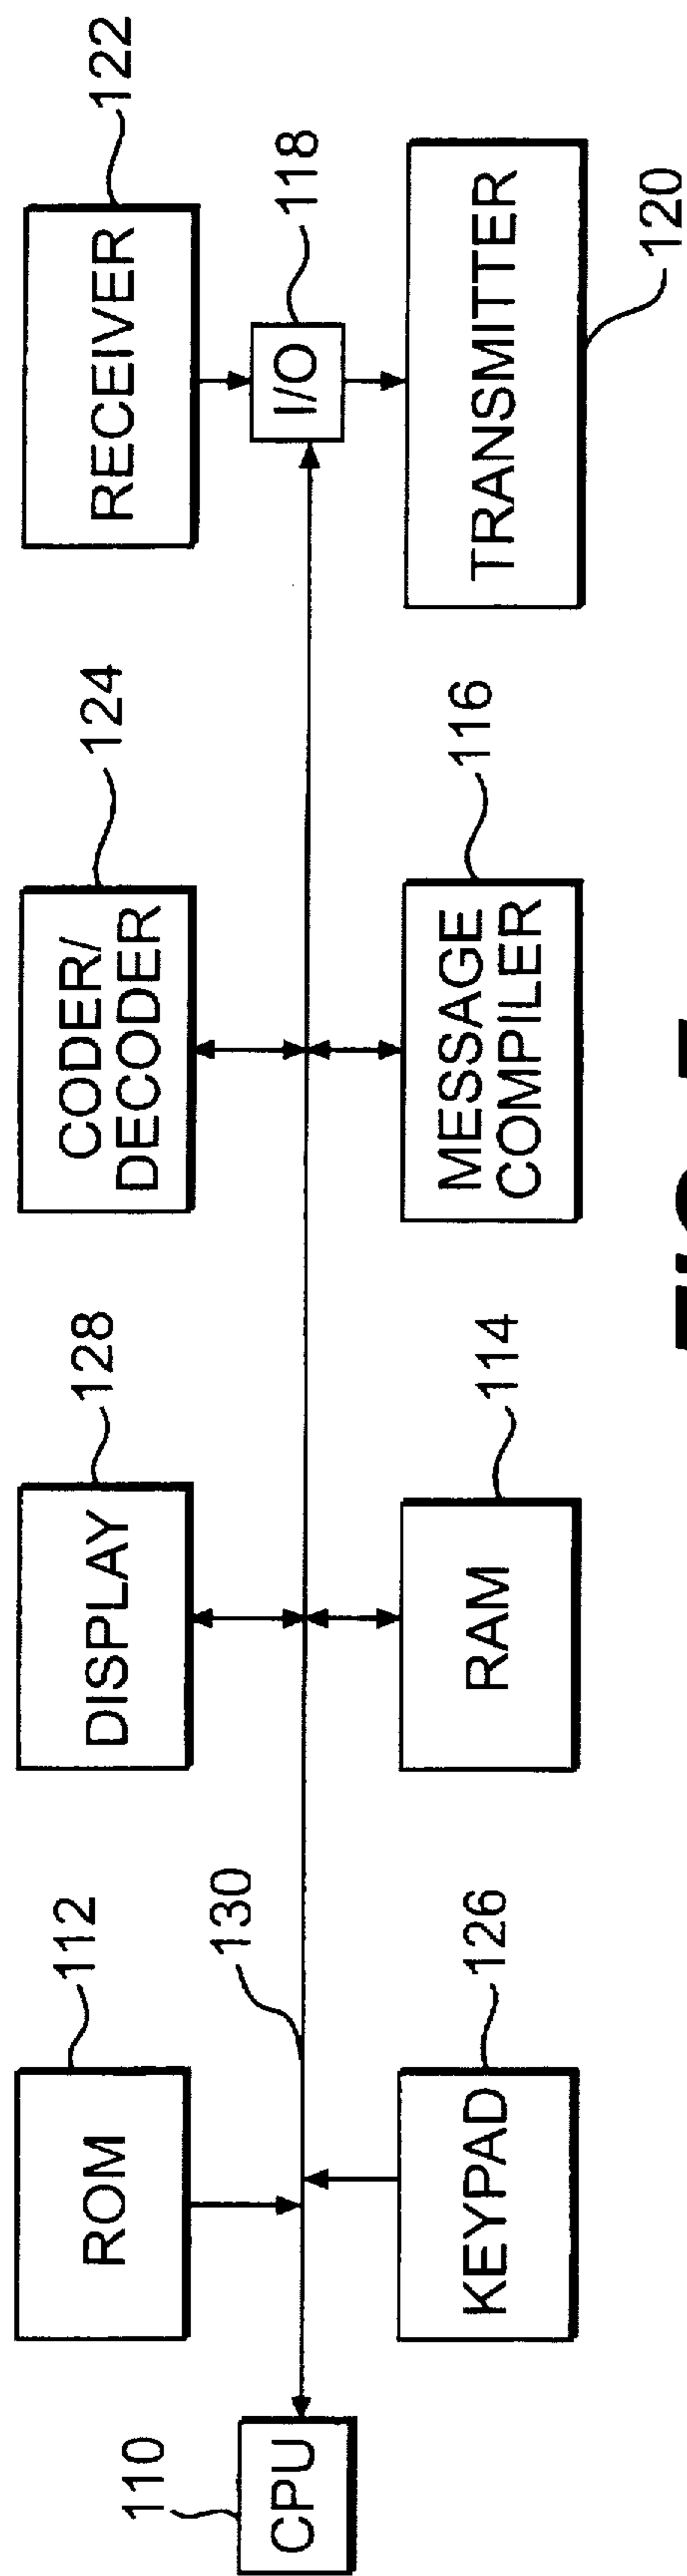 110
CPU
ROM
112
130
KEYPAD
126
DISPLAY
128
RAM
114
CODER/
DECODER
124
MESSAGE
COMPILER
116
RECEIVER
122
I/O
118
TRANSMITTER
120